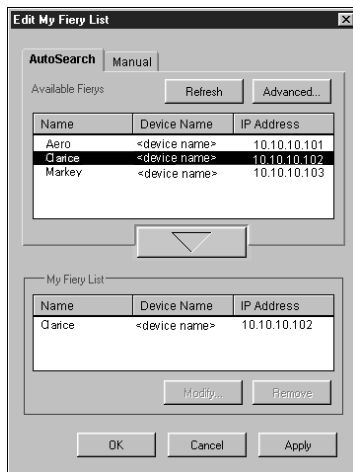 Edit My Fiery List
AutoSearch Manual
Available Fierys Refresh Advanced...
Name Device Name IP Address
Aero <device name> 10.10.10.101
Clarice <device name> 10.10.10.102
Markey <device name> 10.10.10.103
My Fiery List
Name Device Name IP Address
Clarice <device name> 10.10.10.102
Modify... Remove
OK Cancel Apply